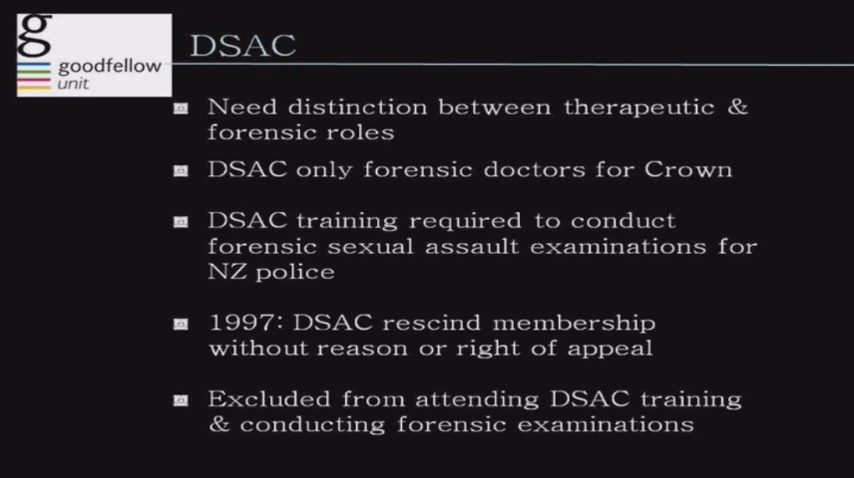 g
goodfellow
unit
DSAC
Need distinction between therapeutic &
forensic roles
DSAC only forensic doctors for Crown
DSAC training required to conduct
forensic sexual assault examinations for
NZ police
1997: DSAC rescind membership
without reason or right of appeal
Excluded from attending DSAC training
& conducting forensic examinations